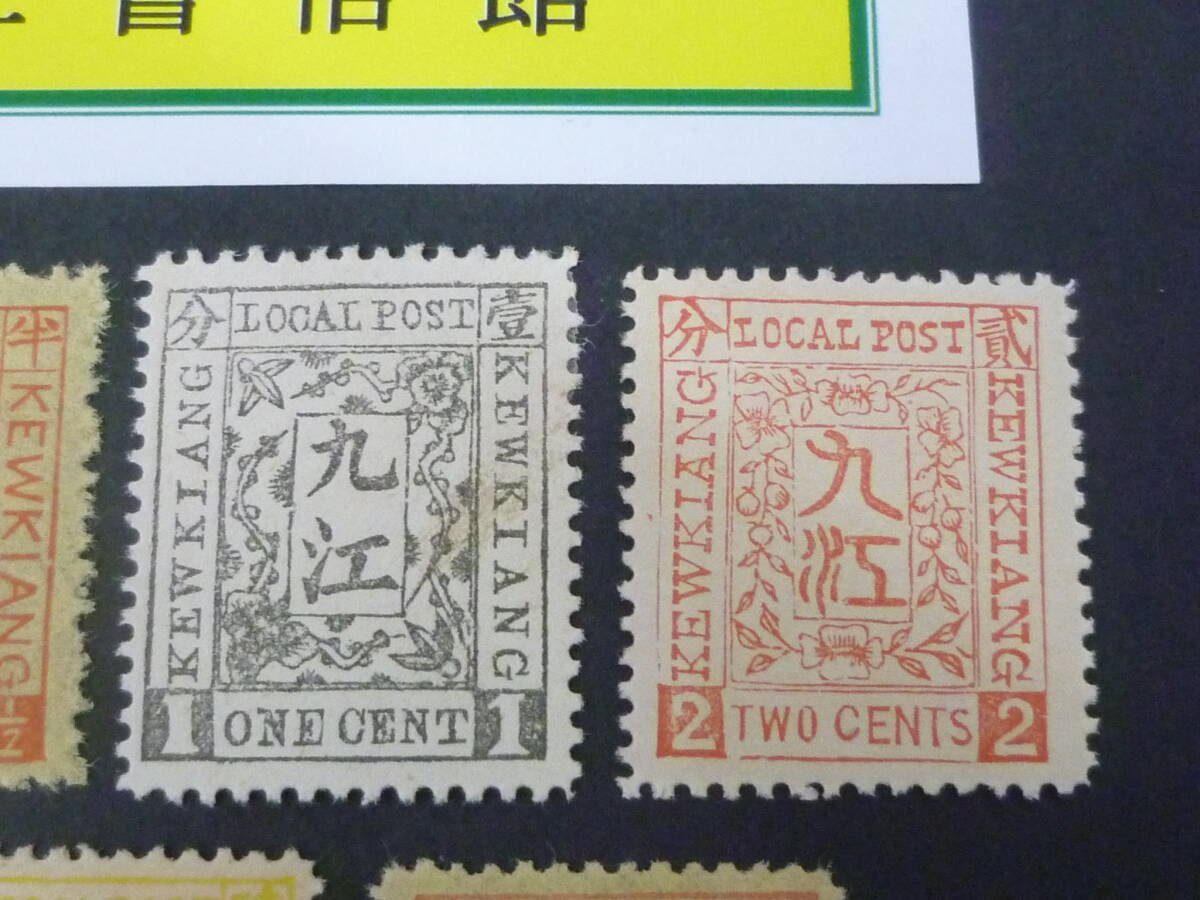 半
KEWKIANG
分 LOCAL POST 壹
KEWKIANG
九
江
KEWKIANG
1 ONE CENT 1
分 LOCAL POST 貳
KEWKIANG
九
江
KEWKIANG
2 TWO CENTS 2